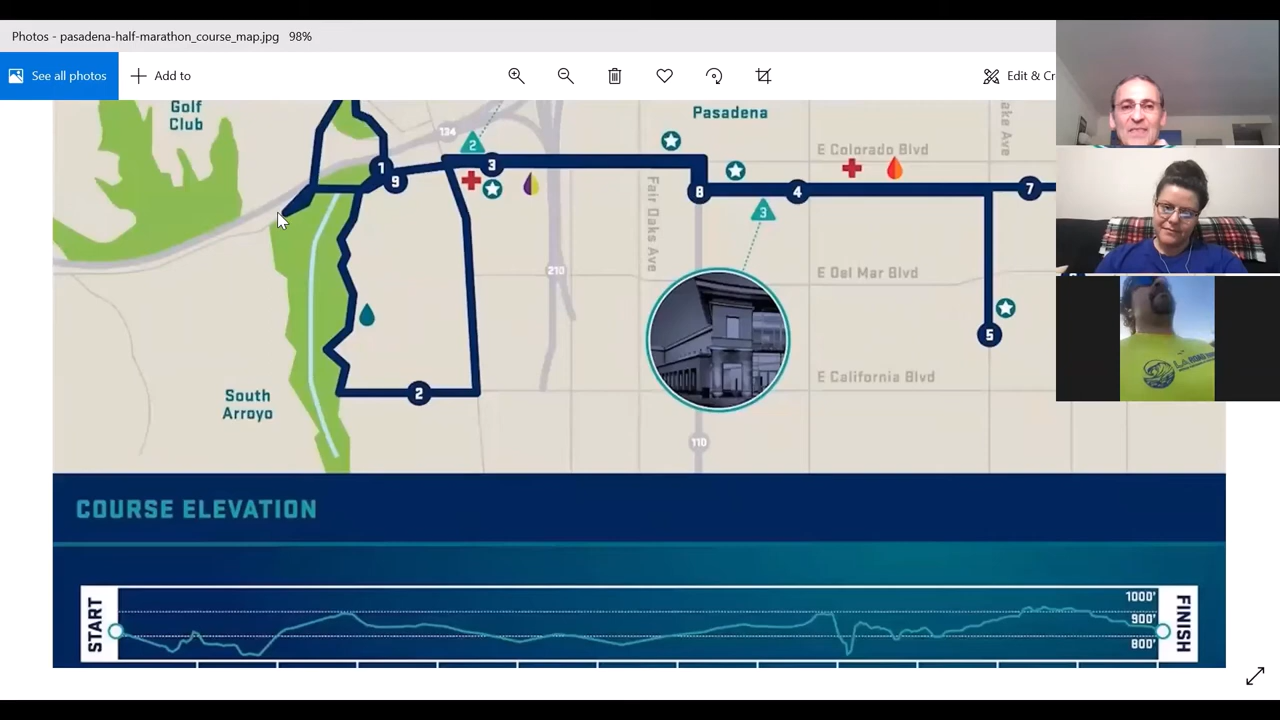 Photos - pasadena-half-marathon_course_map.jpg   98%
See all photos
Add to
Edit & Cr
Golf
Club
134
2
Pasadena
E Colorado Blvd
ake Ave
1
9
3
8
4
7
3
Fair Oaks Ave
210
E Del Mar Blvd
5
South
Arroyo
2
E California Blvd
110
COURSE ELEVATION
START
1000'
900'
800'
FINISH